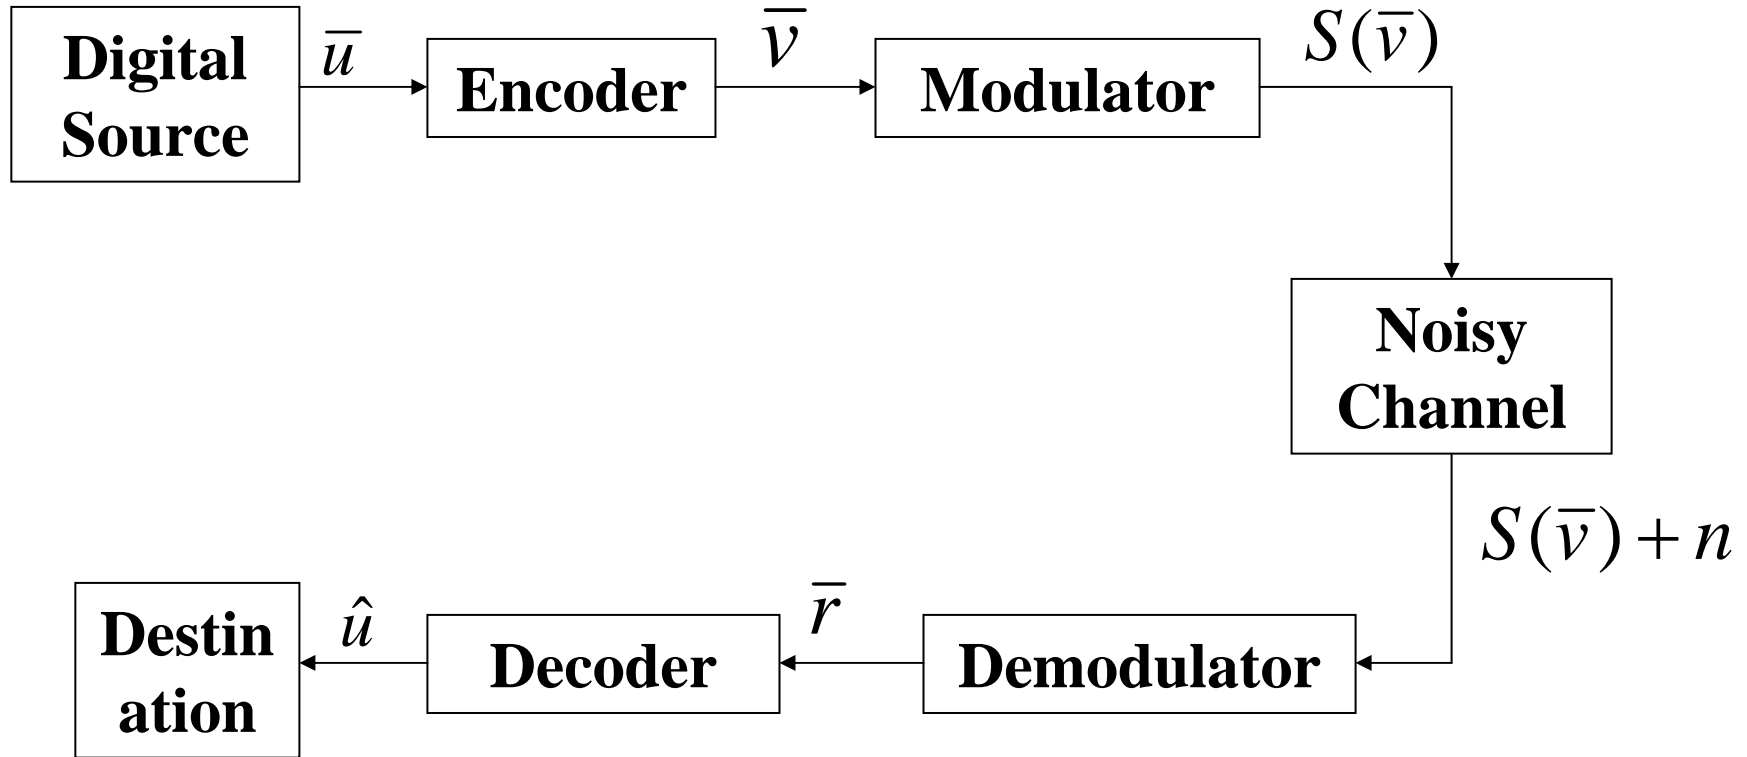 Digital
Source
u̅
Encoder
v̅
Modulator
S(v̅)
Noisy
Channel
S(v̅) + n
Demodulator
r̅
Decoder
û
Destin
ation